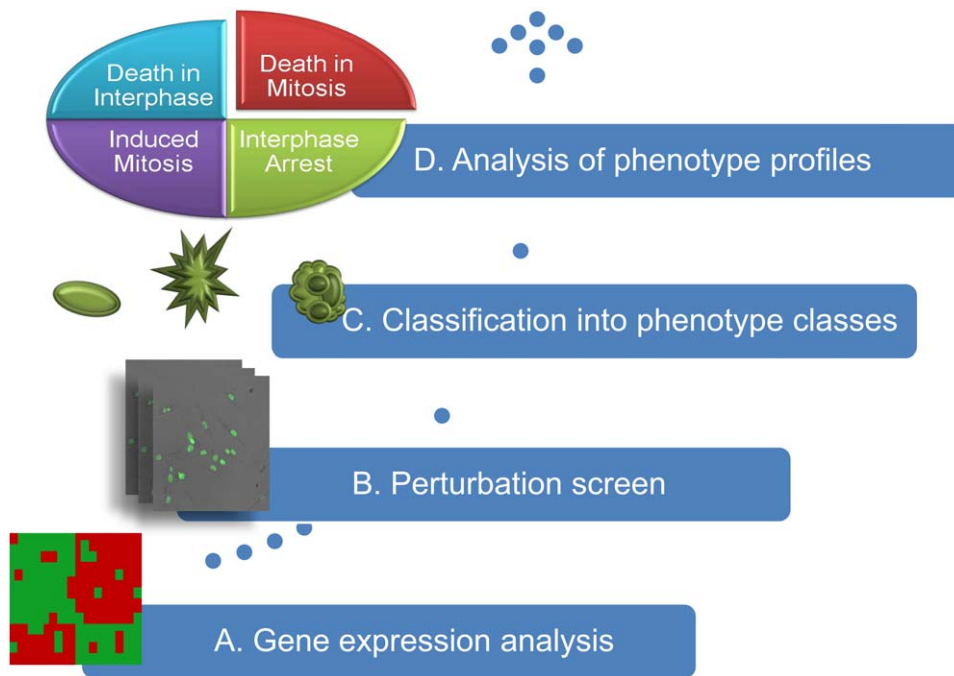 Death in
Interphase
Death in
Mitosis
Induced
Mitosis
Interphase
Arrest
D. Analysis of phenotype profiles
C. Classification into phenotype classes
B. Perturbation screen
A. Gene expression analysis